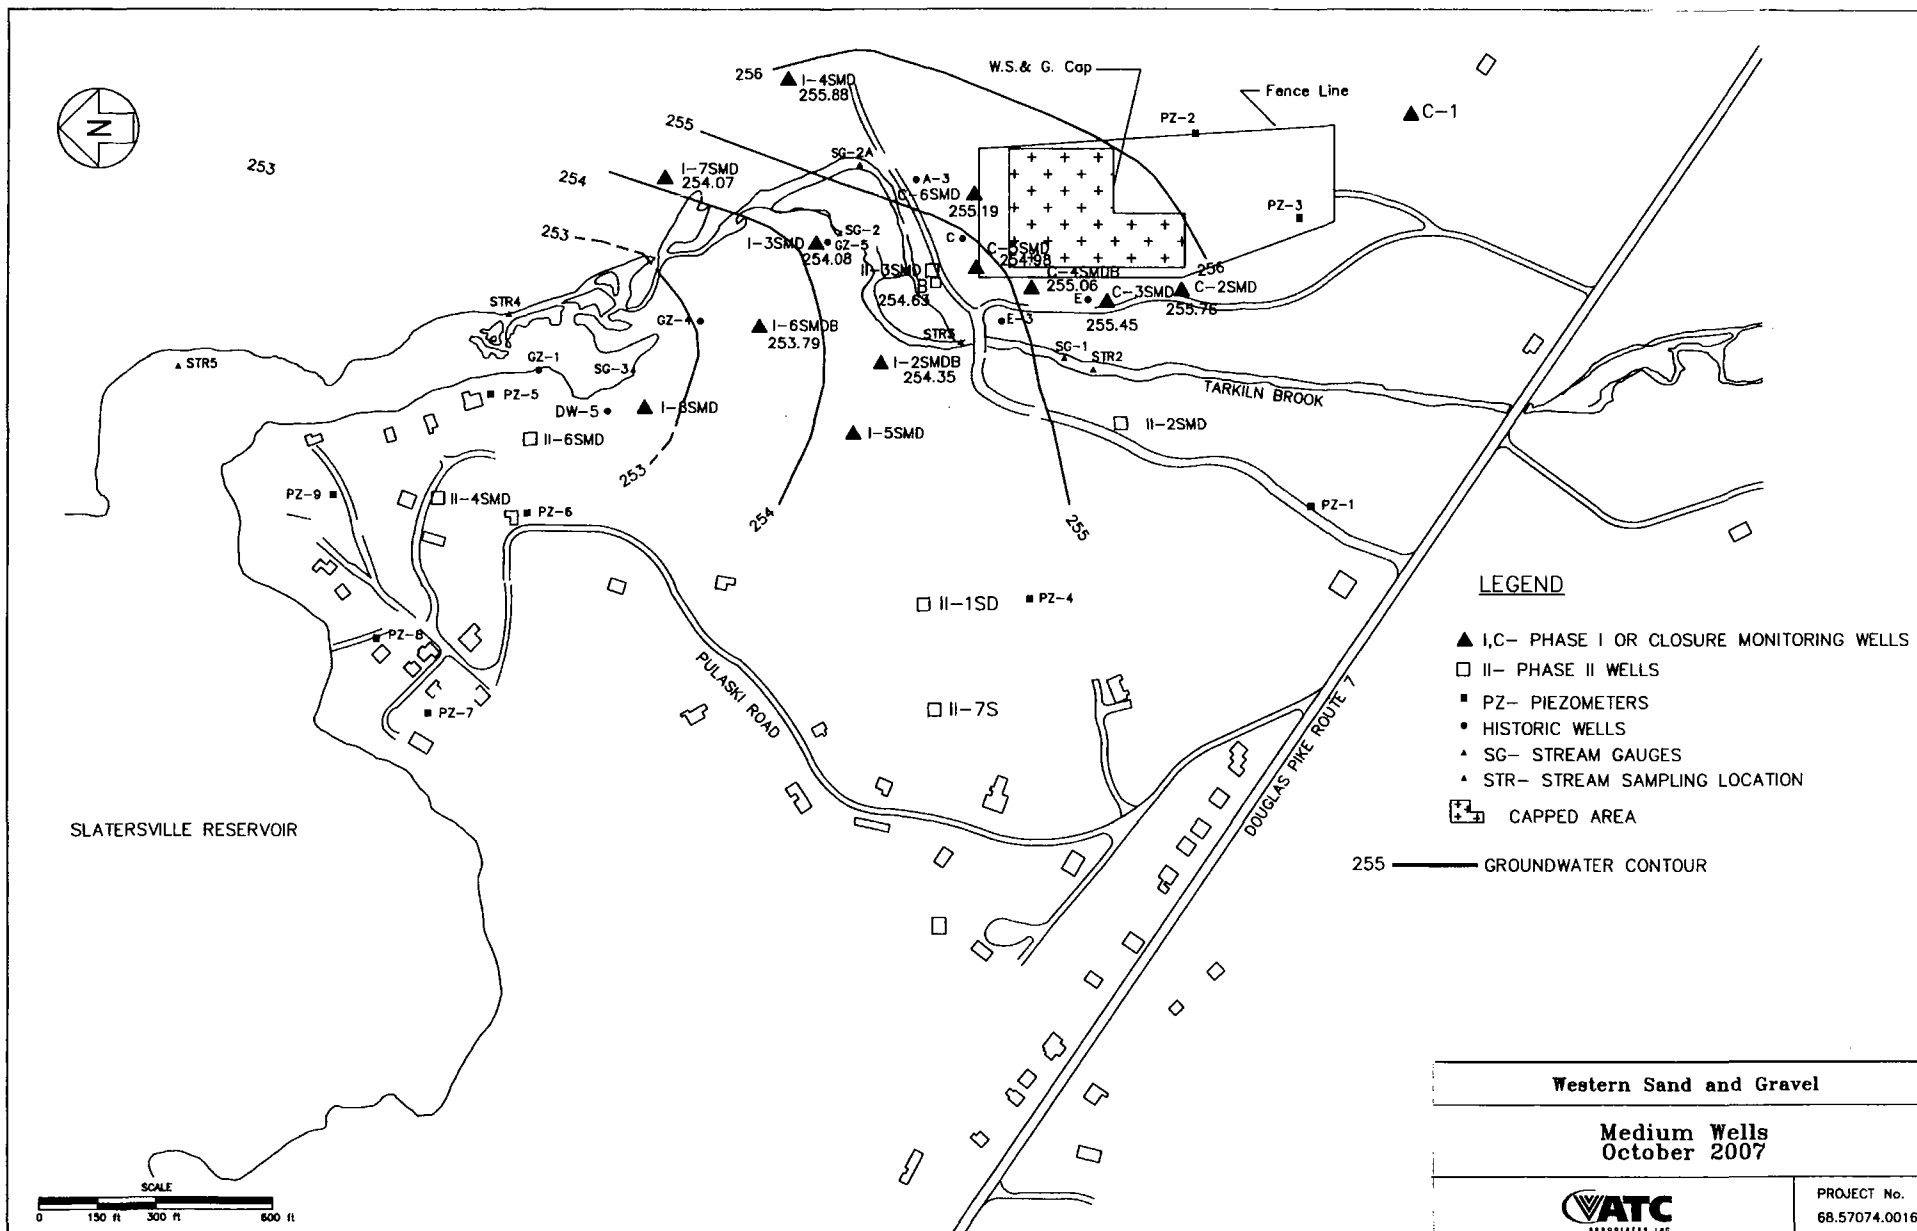 N
256
I-4SMD
255.88
W.S.& G. Cap
Fence Line
PZ-2
C-1
253
255
SG-2A
I-7SMD
254.07
254
A-3
C-6SMD
255.19
PZ-3
253
I-3SMD
254.08
SG-2
GZ-5
C
C-5SMD
254.98
II-3SMD
B
254.63
C-4SMDB
255.06
256
E
C-3SMD
255.45
C-2SMD
255.76
STR4
GZ-4
I-6SMDB
253.79
E-3
STR3
STR5
GZ-1
SG-3
I-2SMDB
254.35
SG-1
STR2
TARKILN BROOK
PZ-5
DW-5
I-8SMD
II-6SMD
I-5SMD
II-2SMD
253
PZ-9
II-4SMD
PZ-6
254
255
PZ-1
II-1SD
PZ-4
PZ-8
PULASKI ROAD
PZ-7
II-7S
DOUGLAS PIKE ROUTE 7
SLATERSVILLE RESERVOIR
LEGEND
I,C- PHASE I OR CLOSURE MONITORING WELLS
II- PHASE II WELLS
PZ- PIEZOMETERS
HISTORIC WELLS
SG- STREAM GAUGES
STR- STREAM SAMPLING LOCATION
CAPPED AREA
255 GROUNDWATER CONTOUR
SCALE
0 150 ft 300 ft 600 ft
Western Sand and Gravel
Medium Wells
October 2007
ATC
ASSOCIATES INC.
PROJECT No.
68.57074.0016